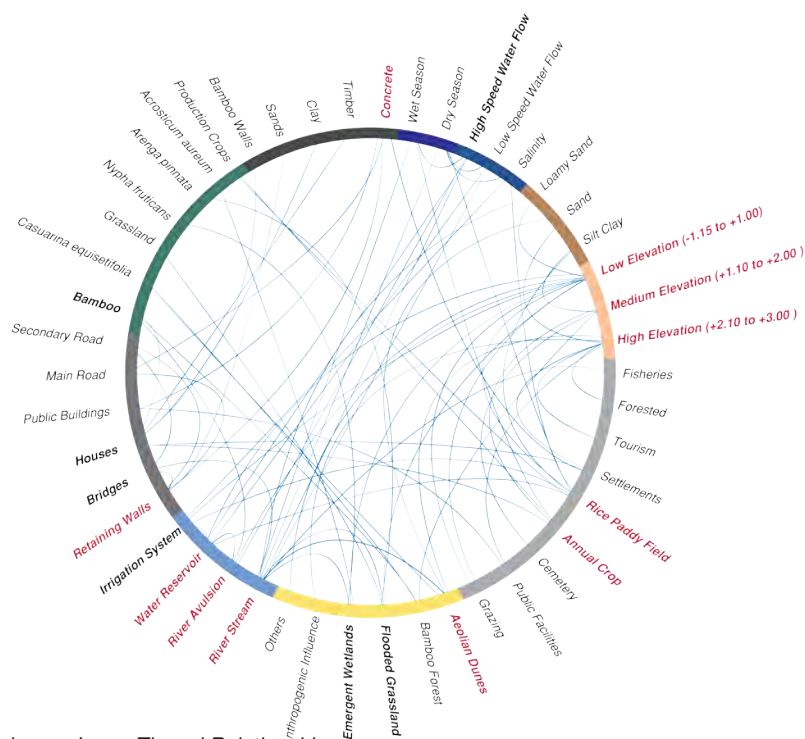 Concrete
Wet Season
Dry Season
High Speed Water Flow
Low Speed Water Flow
Salinity
Loamy Sand
Sand
Silt Clay
Low Elevation (-1.15 to +1.00)
Medium Elevation (+1.10 to +2.00 )
High Elevation (+2.10 to +3.00 )
Fisheries
Forested
Tourism
Settlements
Rice Paddy Field
Annual Crop
Cemetery
Public Facilities
Grazing
Aeolian Dunes
Bamboo Forest
Flooded Grassland
Emergent Wetlands
nthropogenic Influence
Others
River Stream
River Avulsion
Water Reservoir
Irrigation System
Retaining Walls
Bridges
Houses
Public Buildings
Main Road
Secondary Road
Bamboo
Casuarina equisetifolia
Grassland
Nypha fruticans
Arenga pinnata
Acrosticum aureum
Production Crops
Bamboo Walls
Sands
Clay
Timber